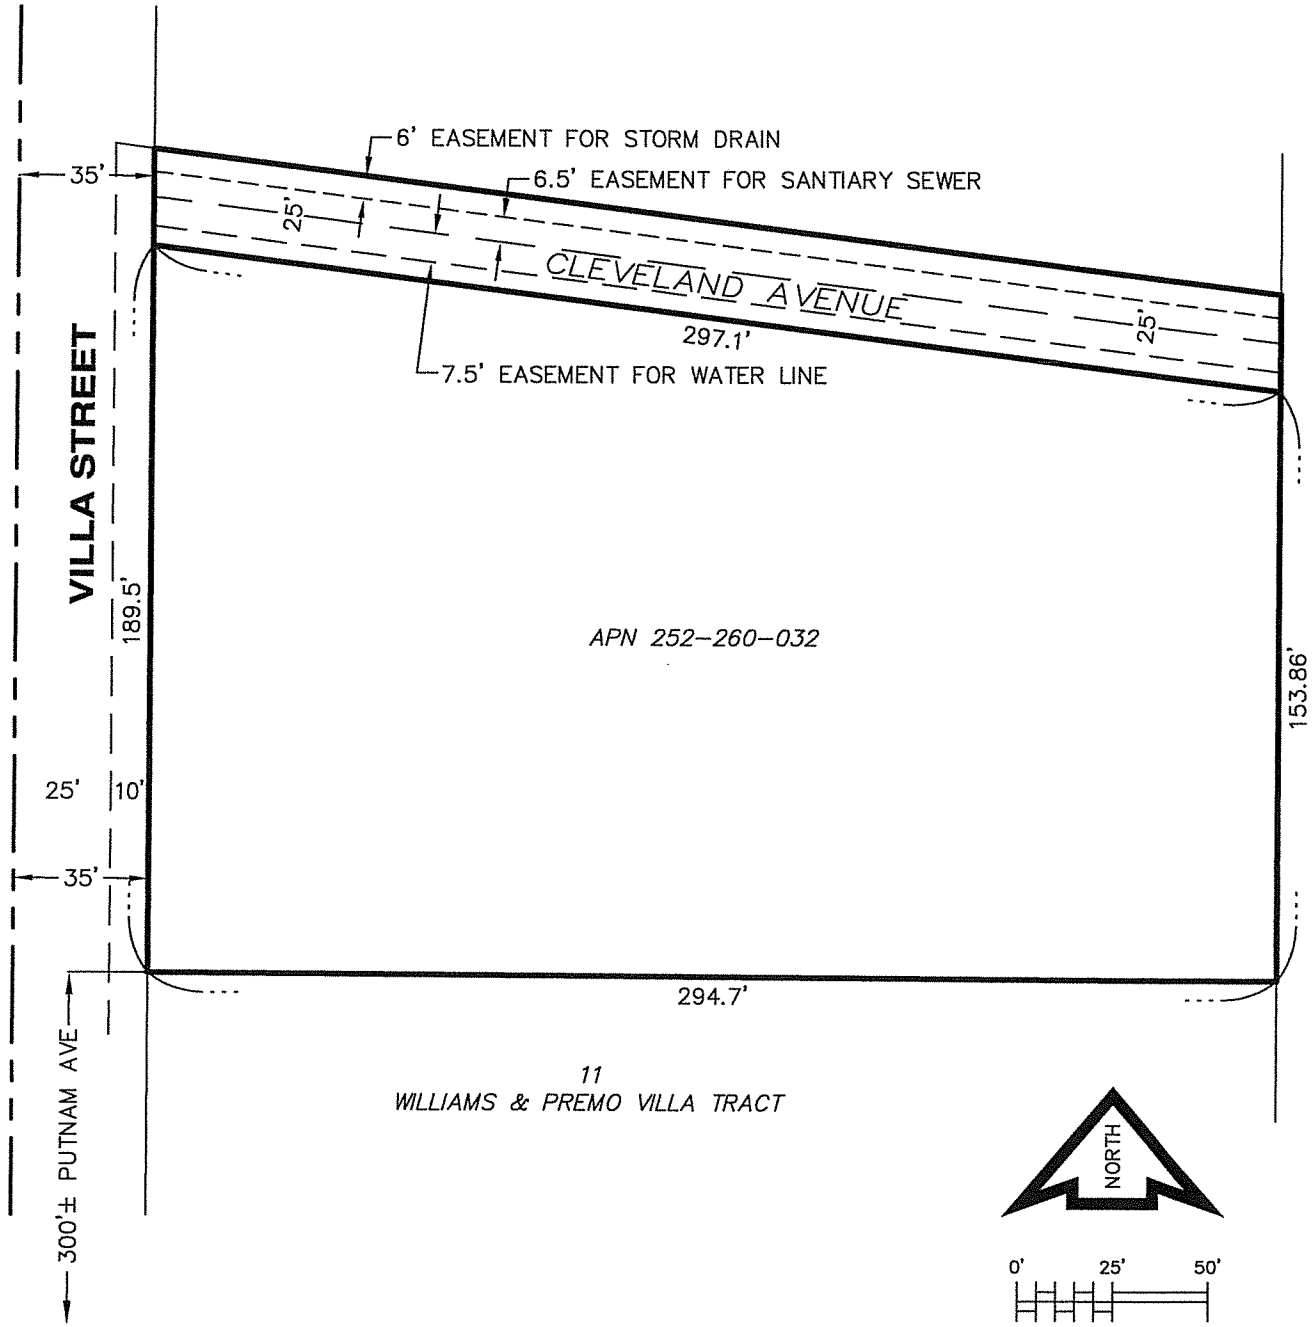 6' EASEMENT FOR STORM DRAIN
35'
6.5' EASEMENT FOR SANTIARY SEWER
25'
CLEVELAND AVENUE
25'
297.1'
7.5' EASEMENT FOR WATER LINE
VILLA STREET
189.5'
APN 252-260-032
153.86'
25'
10'
35'
294.7'
300'± PUTNAM AVE
11
WILLIAMS & PREMO VILLA TRACT
NORTH
0' 25' 50'